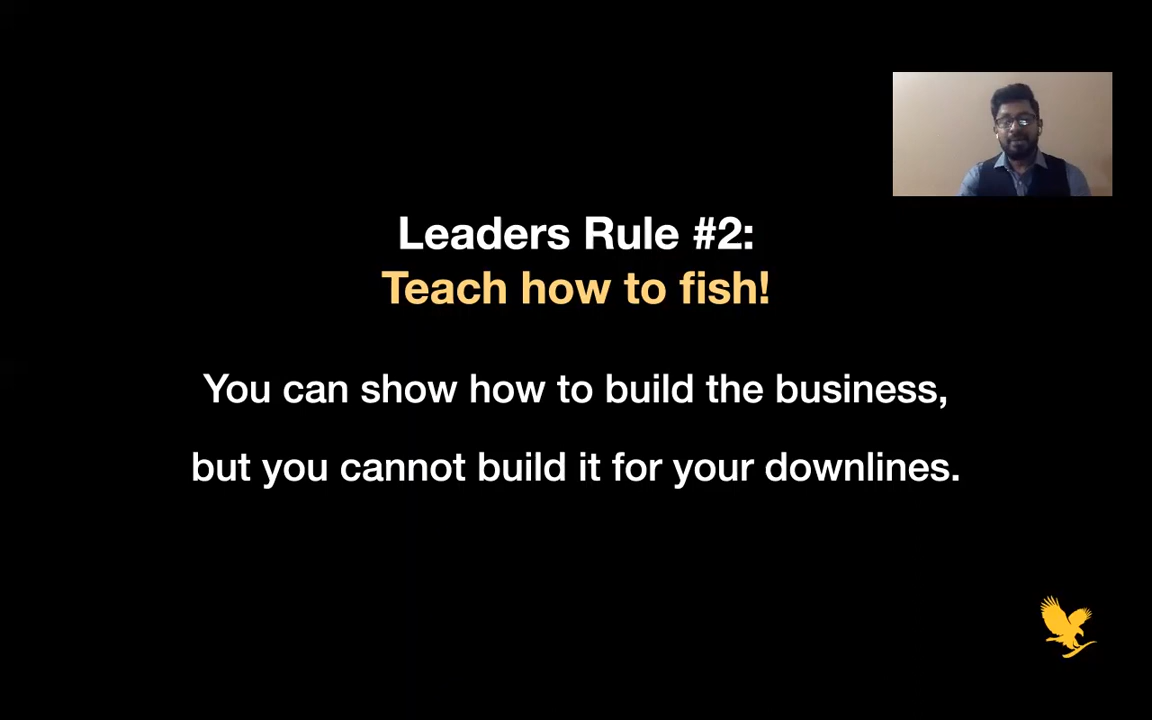 Leaders Rule #2:
Teach how to fish!
You can show how to build the business,
but you cannot build it for your downlines.